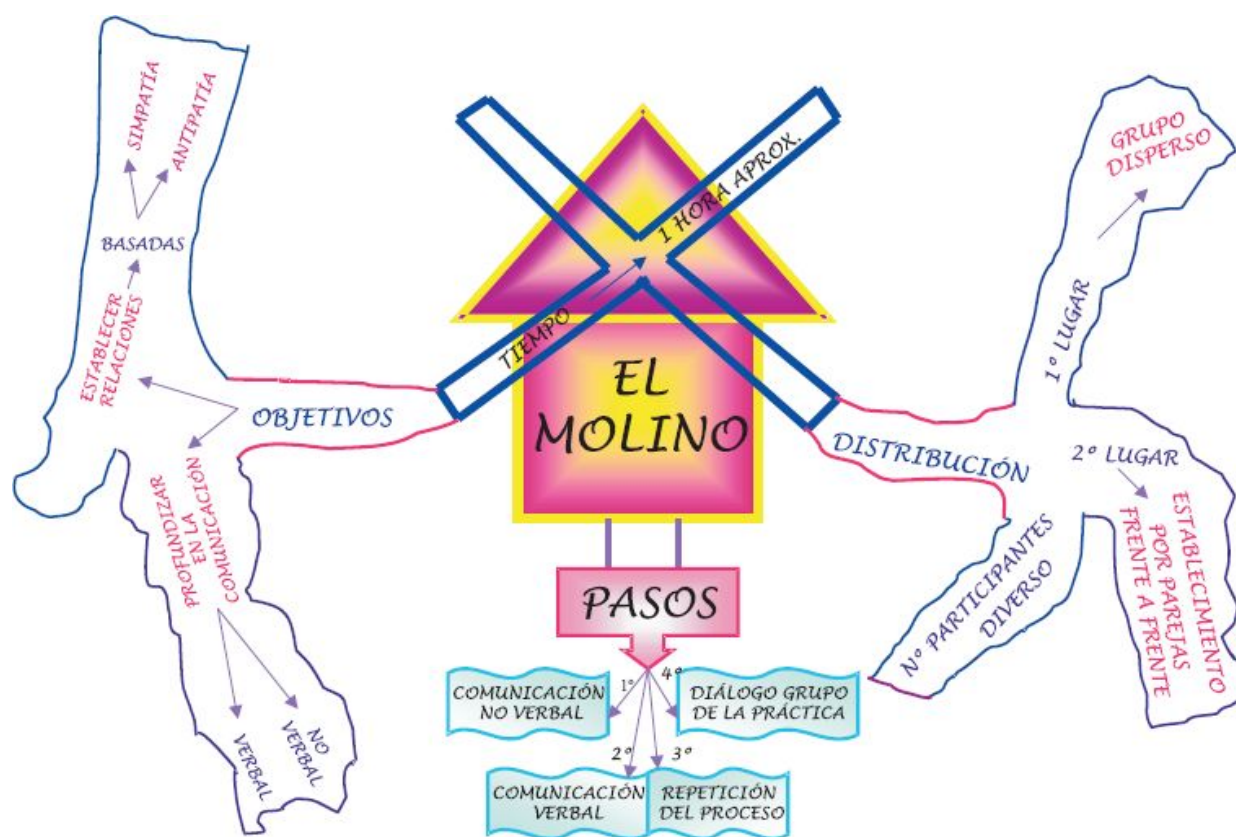 SIMPATÍA
ANTIPATÍA
BASADAS
ESTABLECER
RELACIONES
OBJETIVOS
PROFUNDIZAR
EN LA
COMUNICACIÓN
VERBAL
NO
VERBAL
TIEMPO
1 HORA APROX.
EL
MOLINO
PASOS
1º
COMUNICACIÓN
NO VERBAL
2º
COMUNICACIÓN
VERBAL
3º
REPETICIÓN
DEL PROCESO
4º
DIÁLOGO GRUPO
DE LA PRÁCTICA
DISTRIBUCIÓN
1º LUGAR
GRUPO
DISPERSO
2º LUGAR
ESTABLECIMIENTO
POR PAREJAS
FRENTE A FRENTE
Nº PARTICIPANTES
DIVERSO